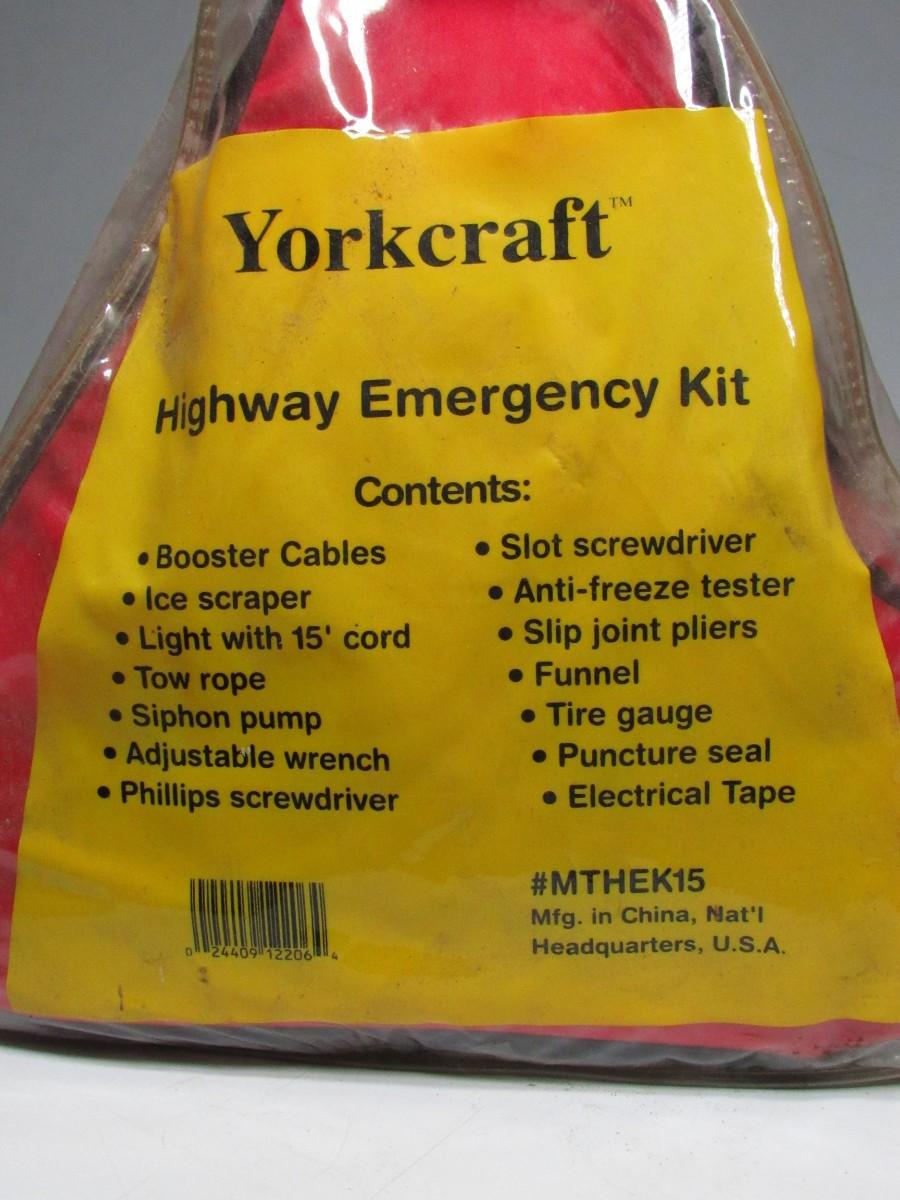 Yorkcraft™
Highway Emergency Kit
Contents:
• Booster Cables
• Ice scraper
• Light with 15' cord
• Tow rope
• Siphon pump
• Adjustable wrench
• Phillips screwdriver
• Slot screwdriver
• Anti-freeze tester
• Slip joint pliers
• Funnel
• Tire gauge
• Puncture seal
• Electrical Tape
0 24409 12206 4
#MTHEK15
Mfg. in China, Nat'l
Headquarters, U.S.A.